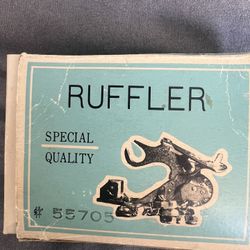 RUFFLER
SPECIAL
QUALITY
55705